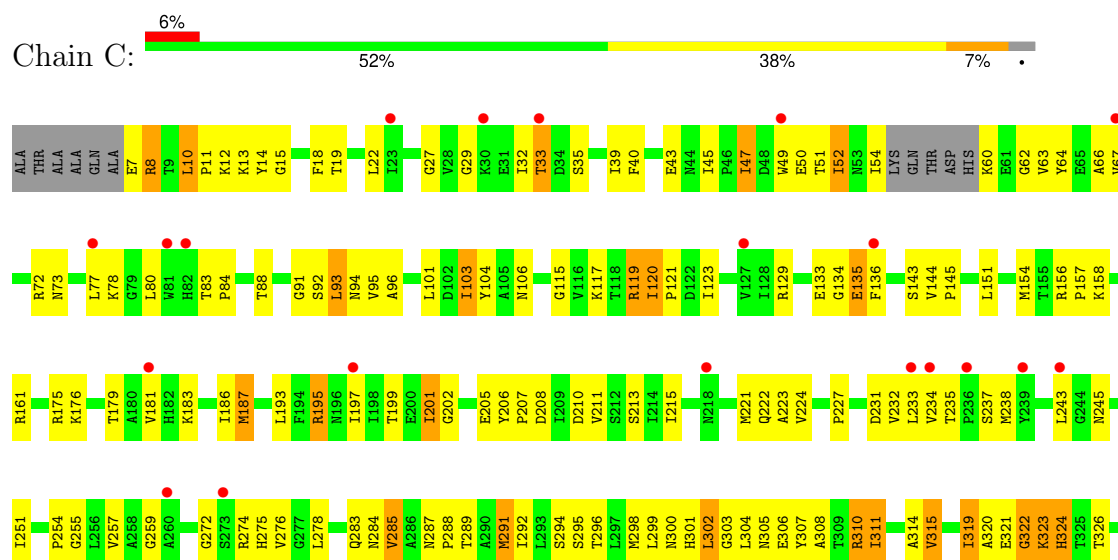 6%
Chain C:
52% 38% 7% •
ALA THR ALA ALA GLN ALA E7 R8 T9 L10 P11 K12 K13 Y14 G15 F18 T19 L22 I23 G27 V28 G29 K30 E31 I32 T33 D34 S35 I39 F40 E43 N44 I45 P46 I47 D48 W49 E50 T51 I52 N53 I54 LYS GLN THR ASP HIS K60 E61 G62 V63 Y64 E65 A66 V67
R72 N73 L77 K78 G79 L80 W81 H82 T83 P84 T88 G91 S92 L93 N94 V95 A96 L101 D102 I103 Y104 A105 N106 G115 V116 K117 T118 R119 I120 P121 D122 I123 V127 I128 R129 E133 G134 E135 F136 S143 V144 P145 L151 M154 T155 R156 P157 K158
R161 R175 K176 T179 A180 V181 H182 K183 I186 M187 L193 F194 R195 N196 I197 I198 T199 E200 I201 G202 E205 Y206 P207 D208 I209 D210 V211 S212 S213 I214 I215 N218 M221 Q222 A223 V224 P227 D231 V232 L233 V234 T235 P236 S237 M238 Y239 L243 G244 N245
I251 P254 G255 L256 V257 A258 G259 A260 G272 S273 R274 H275 V276 G277 L278 Q283 N284 V285 A286 N287 P288 T289 A290 M291 I292 L293 S294 S295 T296 L297 M298 L299 N300 H301 L302 G303 L304 N305 E306 Y307 A308 T309 R310 I311 A314 V315 I319 A320 E321 G322 K323 H324 T325 T326